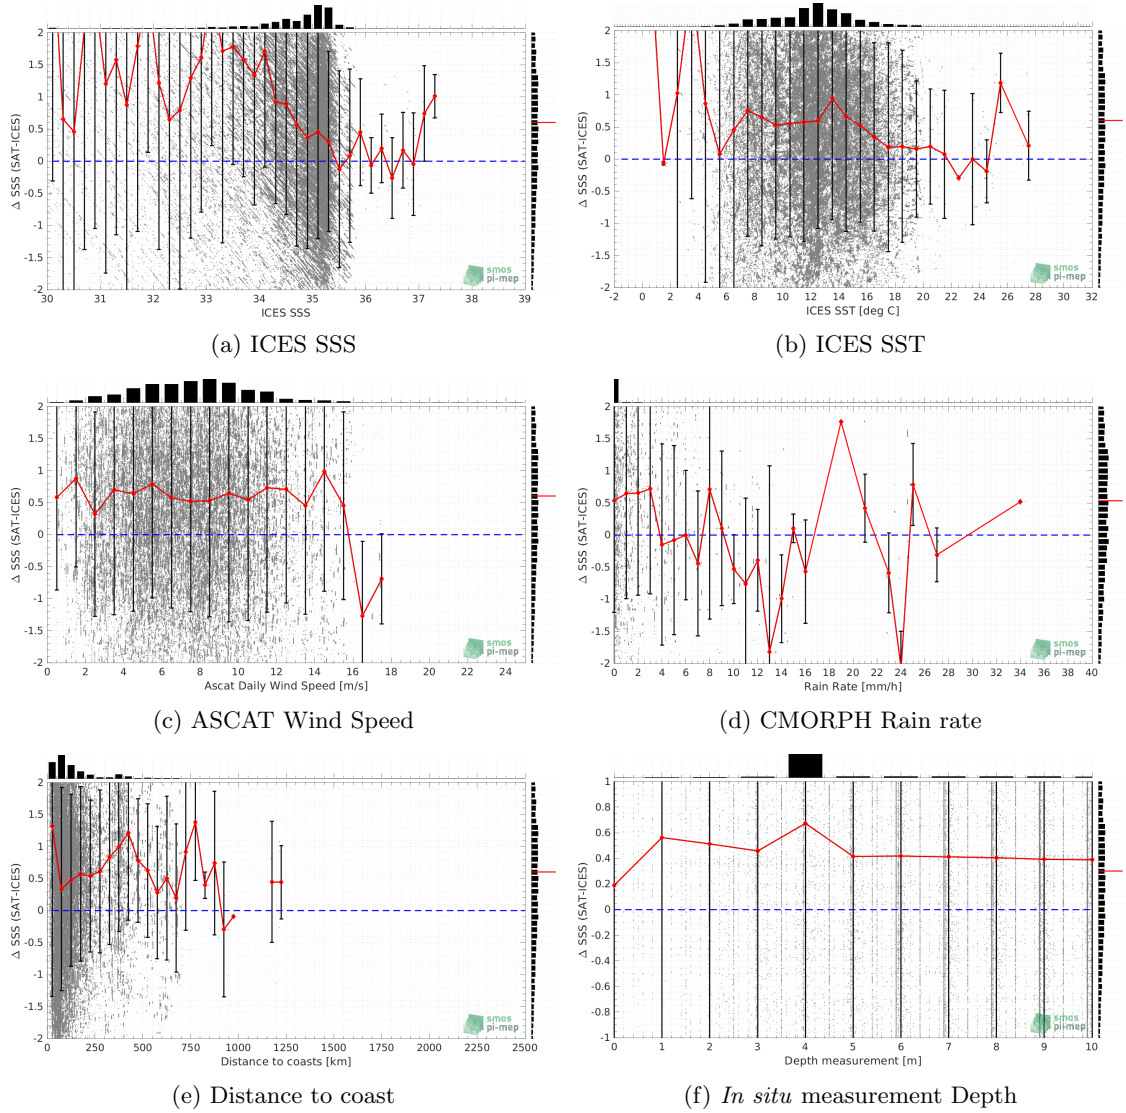 2
1.5
1
0.5
0
-0.5
-1
-1.5
-2
Δ SSS (SAT-ICES)
30 31 32 33 34 35 36 37 38 39
ICES SSS
smos
pi-mep
(a) ICES SSS
2
1.5
1
0.5
0
-0.5
-1
-1.5
-2
Δ SSS (SAT-ICES)
-2 0 2 4 6 8 10 12 14 16 18 20 22 24 26 28 30 32
ICES SST [deg C]
smos
pi-mep
(b) ICES SST
2
1.5
1
0.5
0
-0.5
-1
-1.5
-2
Δ SSS (SAT-ICES)
0 2 4 6 8 10 12 14 16 18 20 22 24
Ascat Daily Wind Speed [m/s]
smos
pi-mep
(c) ASCAT Wind Speed
2
1.5
1
0.5
0
-0.5
-1
-1.5
-2
Δ SSS (SAT-ICES)
0 2 4 6 8 10 12 14 16 18 20 22 24 26 28 30 32 34 36 38 40
Rain Rate [mm/h]
smos
pi-mep
(d) CMORPH Rain rate
2
1.5
1
0.5
0
-0.5
-1
-1.5
-2
Δ SSS (SAT-ICES)
0 250 500 750 1000 1250 1500 1750 2000 2250 2500
Distance to coasts [km]
smos
pi-mep
(e) Distance to coast
1
0.8
0.6
0.4
0.2
0
-0.2
-0.4
-0.6
-0.8
-1
Δ SSS (SAT-ICES)
0 1 2 3 4 5 6 7 8 9 10
Depth measurement [m]
smos
pi-mep
(f) In situ measurement Depth